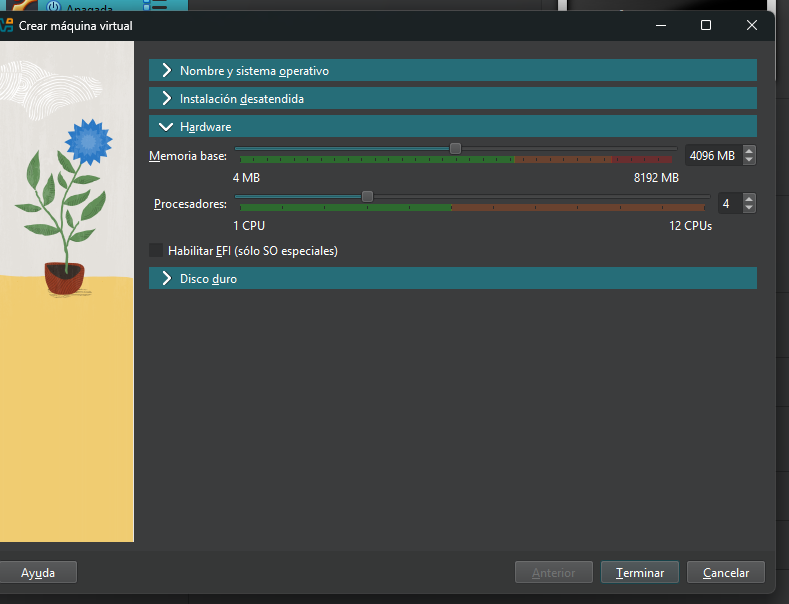 Apagada
Crear máquina virtual
Nombre y sistema operativo
Instalación desatendida
Hardware
Memoria base:
4096 MB
4 MB
8192 MB
Procesadores:
4
1 CPU
12 CPUs
Habilitar EFI (sólo SO especiales)
Disco duro
Ayuda
Anterior
Terminar
Cancelar